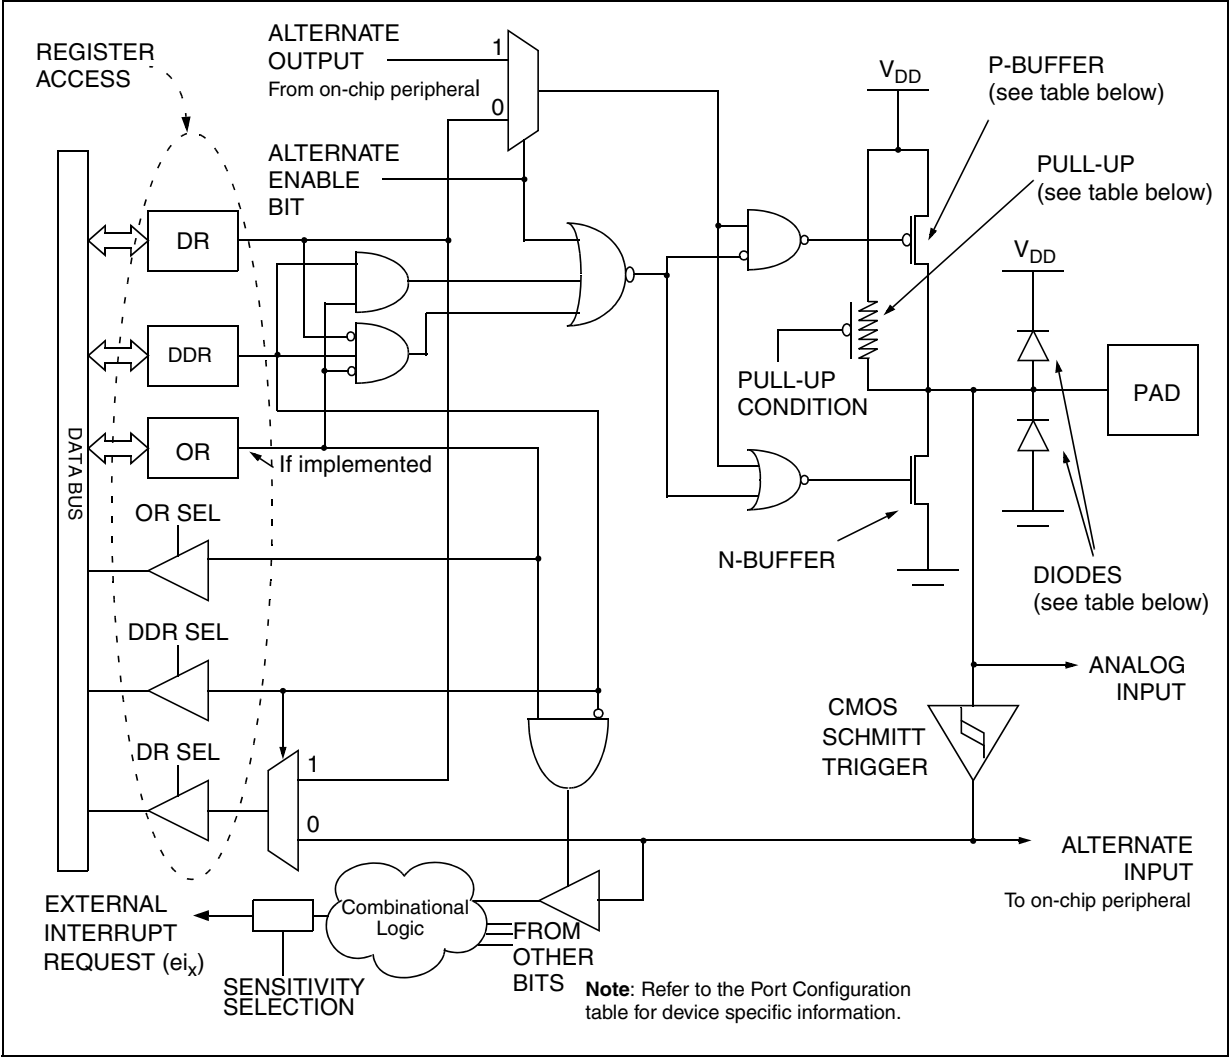 REGISTER
ACCESS
ALTERNATE
OUTPUT
From on-chip peripheral
1
0
ALTERNATE
ENABLE
BIT
VDD
P-BUFFER
(see table below)
PULL-UP
(see table below)
VDD
DR
DDR
OR
If implemented
DATA BUS
PULL-UP
CONDITION
PAD
OR SEL
N-BUFFER
DIODES
(see table below)
DDR SEL
ANALOG
INPUT
CMOS
SCHMITT
TRIGGER
DR SEL
1
0
ALTERNATE
INPUT
To on-chip peripheral
EXTERNAL
INTERRUPT
REQUEST (eix)
Combinational
Logic
FROM
OTHER
BITS
SENSITIVITY
SELECTION
Note: Refer to the Port Configuration
table for device specific information.